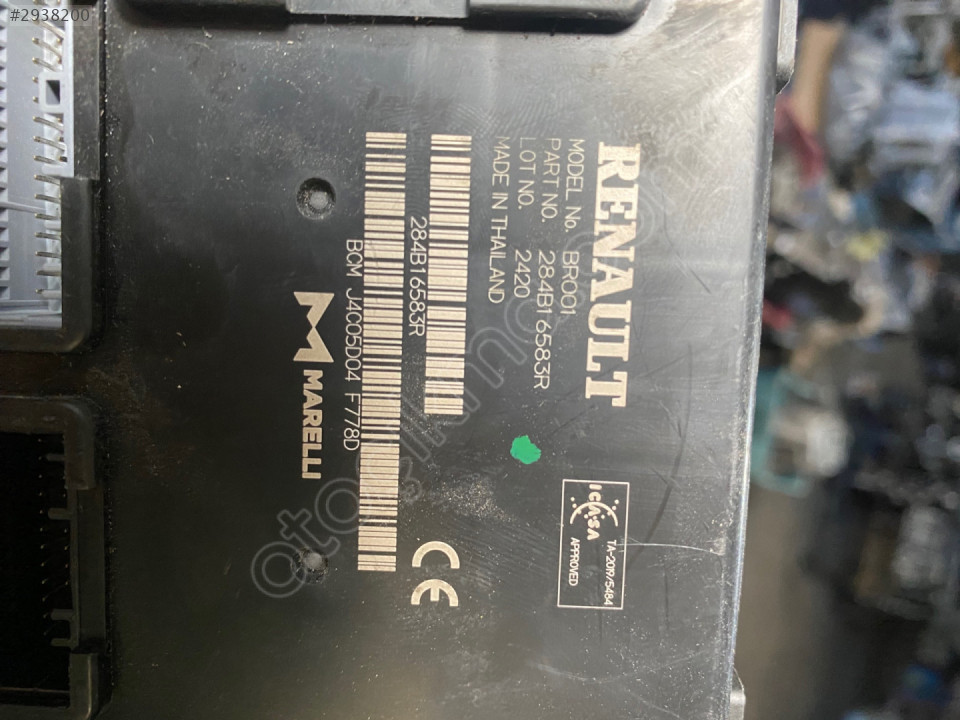 #2938200
RENAULT
MODEL No. BR001
PART NO. 284B16583R
LOT NO. 2420
MADE IN THAILAND
284B16583R
BCM J4C05D04 F778D
MARELLI
ICASA
TA-2019/5484
APPROVED
CE